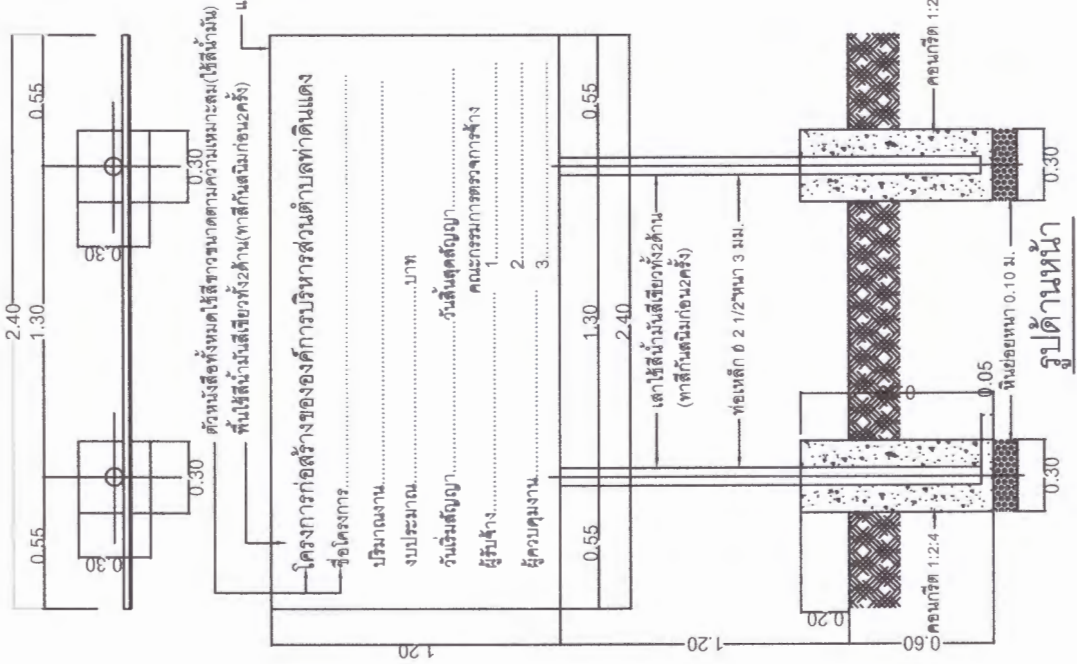 2.40
0.55
1.30
0.55
0.30
0.30
0.30
0.30
ตัวหนังสือทั้งหมดใช้สีขาวขนาดตามความเหมาะสม(ใช้สีน้ำมัน)
พื้นใช้สีน้ำมันสีเขียวทั้ง2ด้าน(ทาสีกันสนิมก่อน2ครั้ง)
โครงการก่อสร้างขององค์การบริหารส่วนตำบลท่าดินแดง
ชื่อโครงการ
ปริมาณงาน
งบประมาณ บาท
วันเริ่มสัญญา วันสิ้นสุดสัญญา
ผู้รับจ้าง คณะกรรมการตรวจการจ้าง
1
2
ผู้ควบคุมงาน 3
1.20
0.55
1.30
0.55
2.40
เสาใช้สีน้ำมันสีเขียวทั้ง2ด้าน
(ทาสีกันสนิมก่อน2ครั้ง)
ท่อเหล็ก ø 2 1/2"หนา 3 มม.
1.20
0.20
0.60
คอนกรีต 1:2:4
คอนกรีต 1:2
0.05
หินย่อยหนา 0.10 ม.
0.30
0.30
รูปด้านหน้า